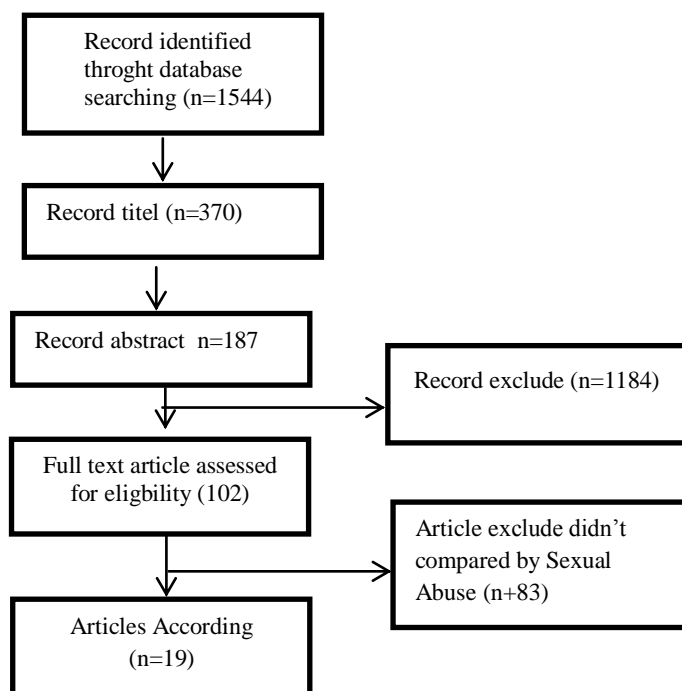 Record identified
throght database
searching (n=1544)
Record titel (n=370)
Record abstract n=187
Record exclude (n=1184)
Full text article assessed
for eligbility (102)
Article exclude didn’t
compared by Sexual
Abuse (n+83)
Articles According
(n=19)